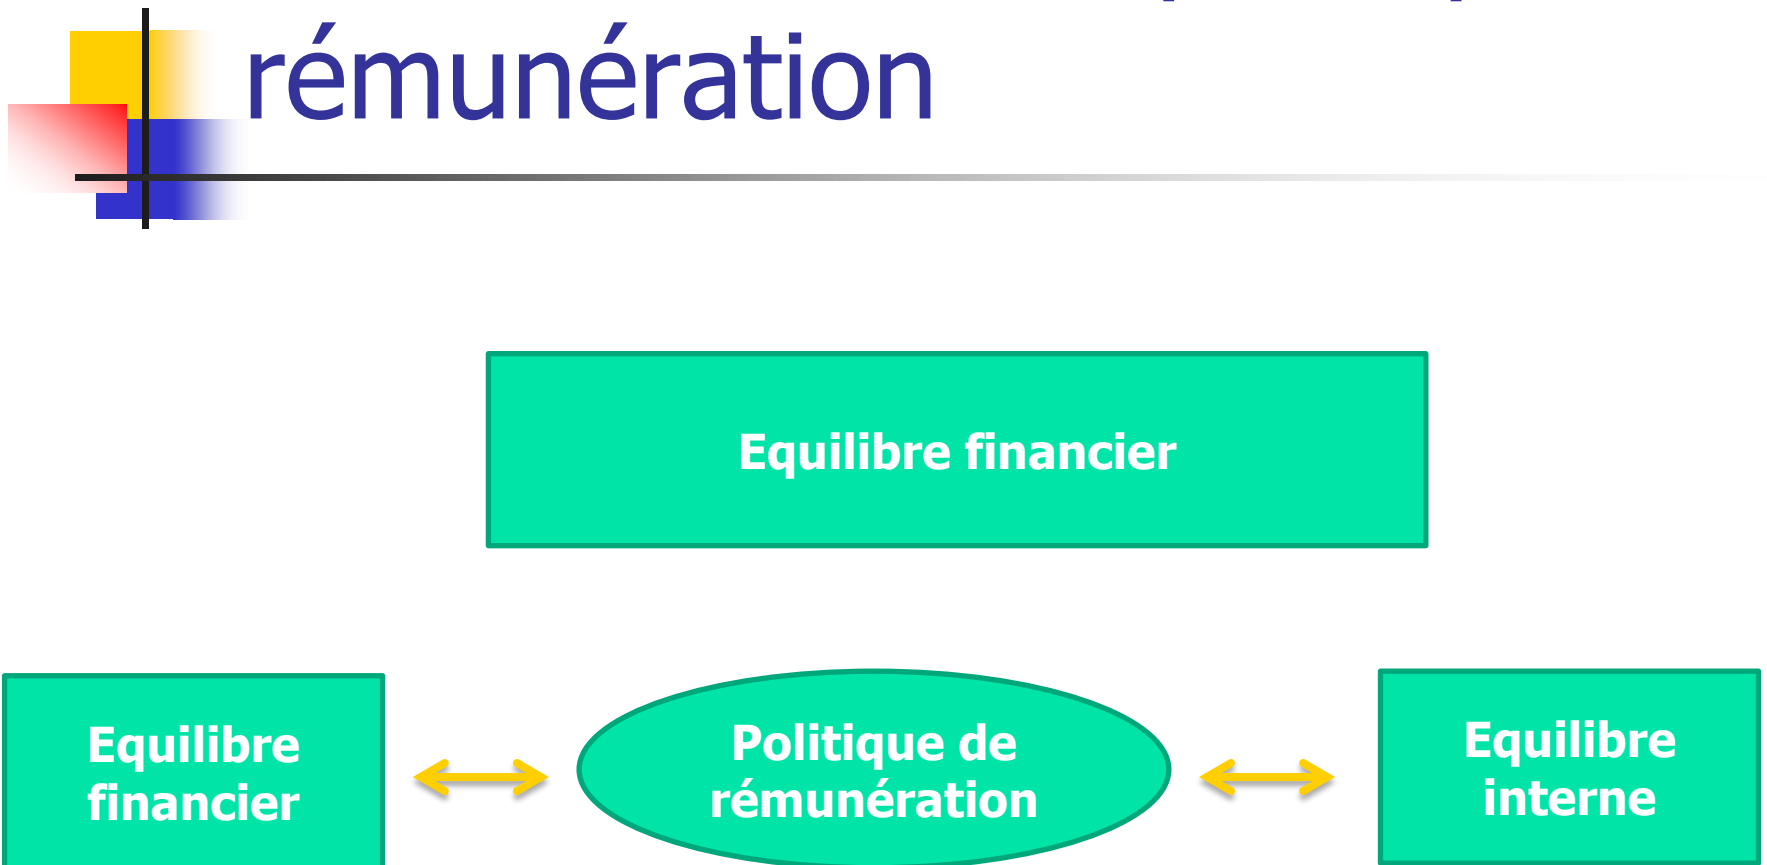 rémunération
Equilibre financier
Equilibre
financier
Politique de
rémunération
Equilibre
interne